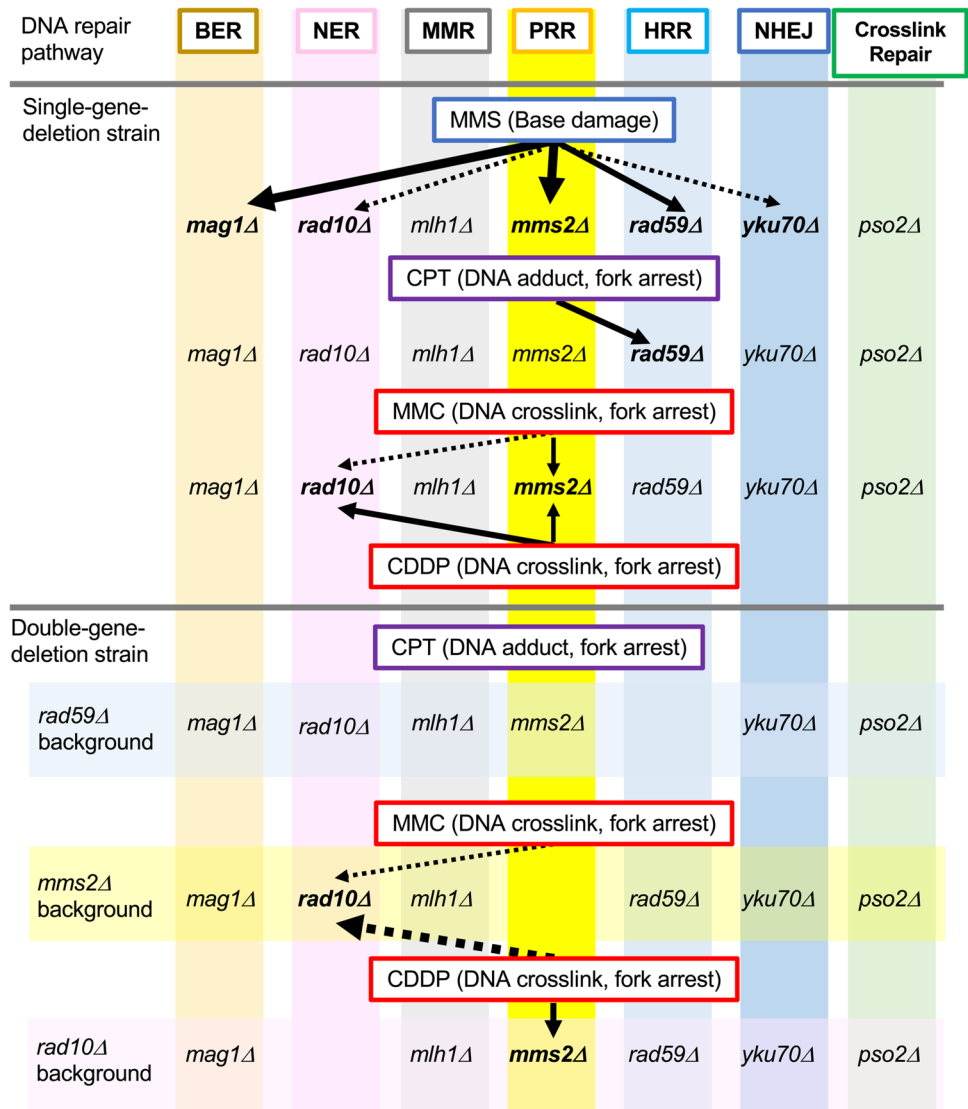 DNA repair
pathway
BER NER MMR PRR HRR NHEJ Crosslink
Repair
Single-gene-
deletion strain
MMS (Base damage)
mag1Δ rad10Δ mlh1Δ mms2Δ rad59Δ yku70Δ pso2Δ
CPT (DNA adduct, fork arrest)
mag1Δ rad10Δ mlh1Δ mms2Δ rad59Δ yku70Δ pso2Δ
MMC (DNA crosslink, fork arrest)
mag1Δ rad10Δ mlh1Δ mms2Δ rad59Δ yku70Δ pso2Δ
CDDP (DNA crosslink, fork arrest)
Double-gene-
deletion strain
CPT (DNA adduct, fork arrest)
rad59Δ
background
mag1Δ rad10Δ mlh1Δ mms2Δ yku70Δ pso2Δ
MMC (DNA crosslink, fork arrest)
mms2Δ
background
mag1Δ rad10Δ mlh1Δ rad59Δ yku70Δ pso2Δ
CDDP (DNA crosslink, fork arrest)
rad10Δ
background
mag1Δ mlh1Δ mms2Δ rad59Δ yku70Δ pso2Δ